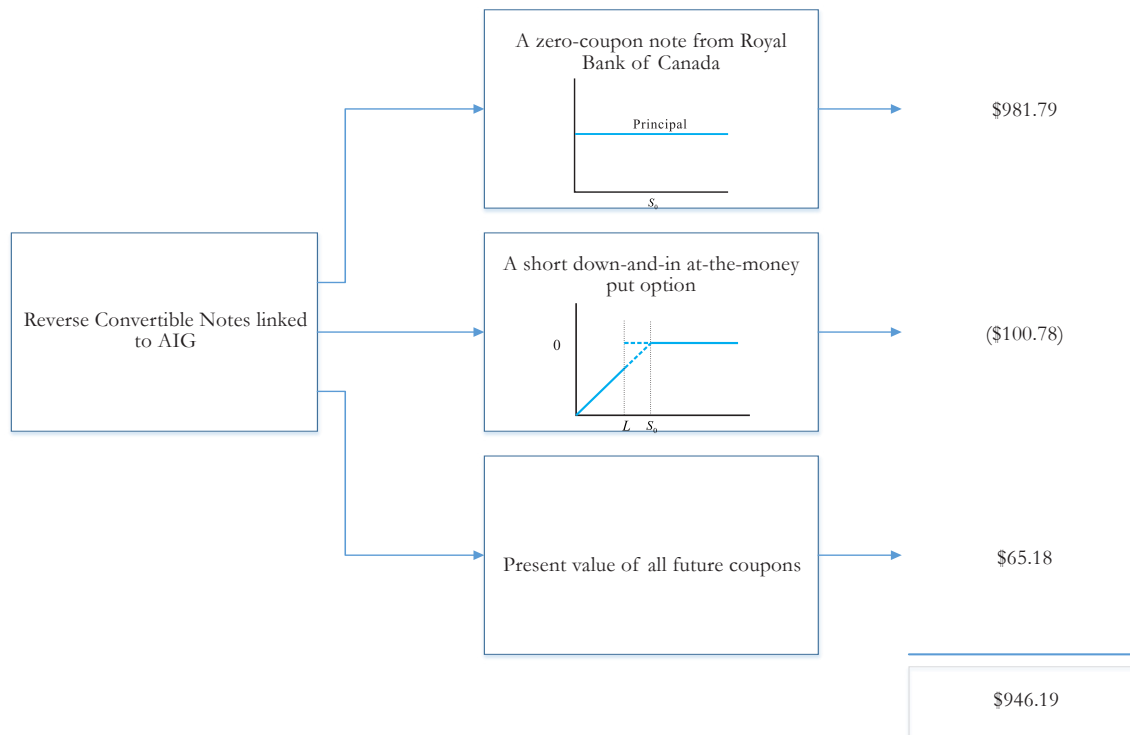 A zero-coupon note from Royal
Bank of Canada
Principal
S₀
$981.79
Reverse Convertible Notes linked
to AIG
A short down-and-in at-the-money
put option
0
L
S₀
($100.78)
Present value of all future coupons
$65.18
$946.19